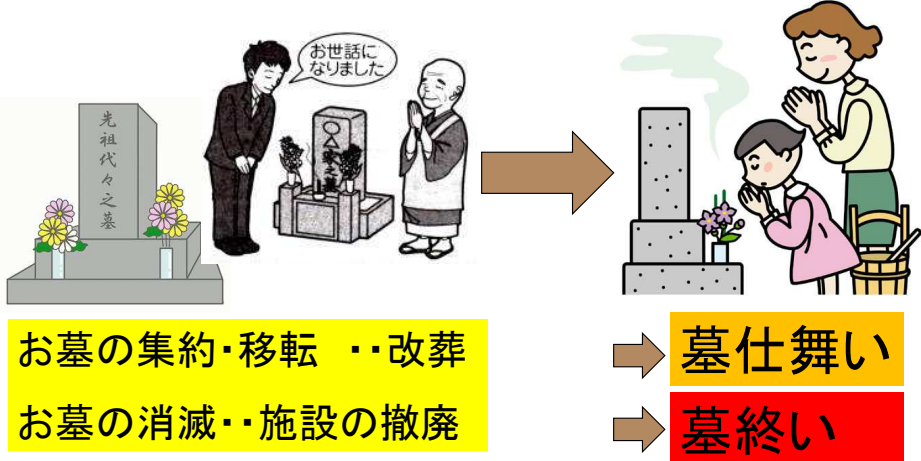 お世話に
なりました
先祖代々之墓
○△家之墓
お墓の集約・移転　・・改葬
墓仕舞い
お墓の消滅・・施設の撤廃
墓終い